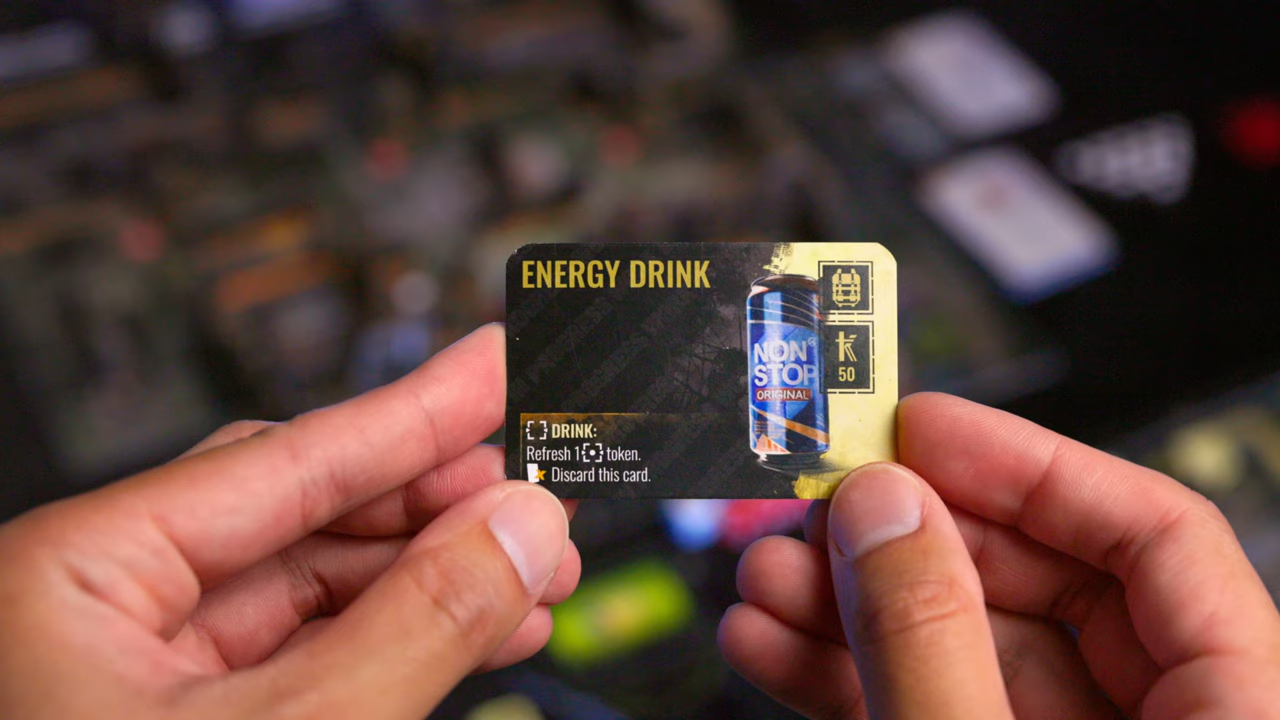 ENERGY DRINK
NON
STOP
ORIGINAL
50
DRINK:
Refresh 1 token.
Discard this card.